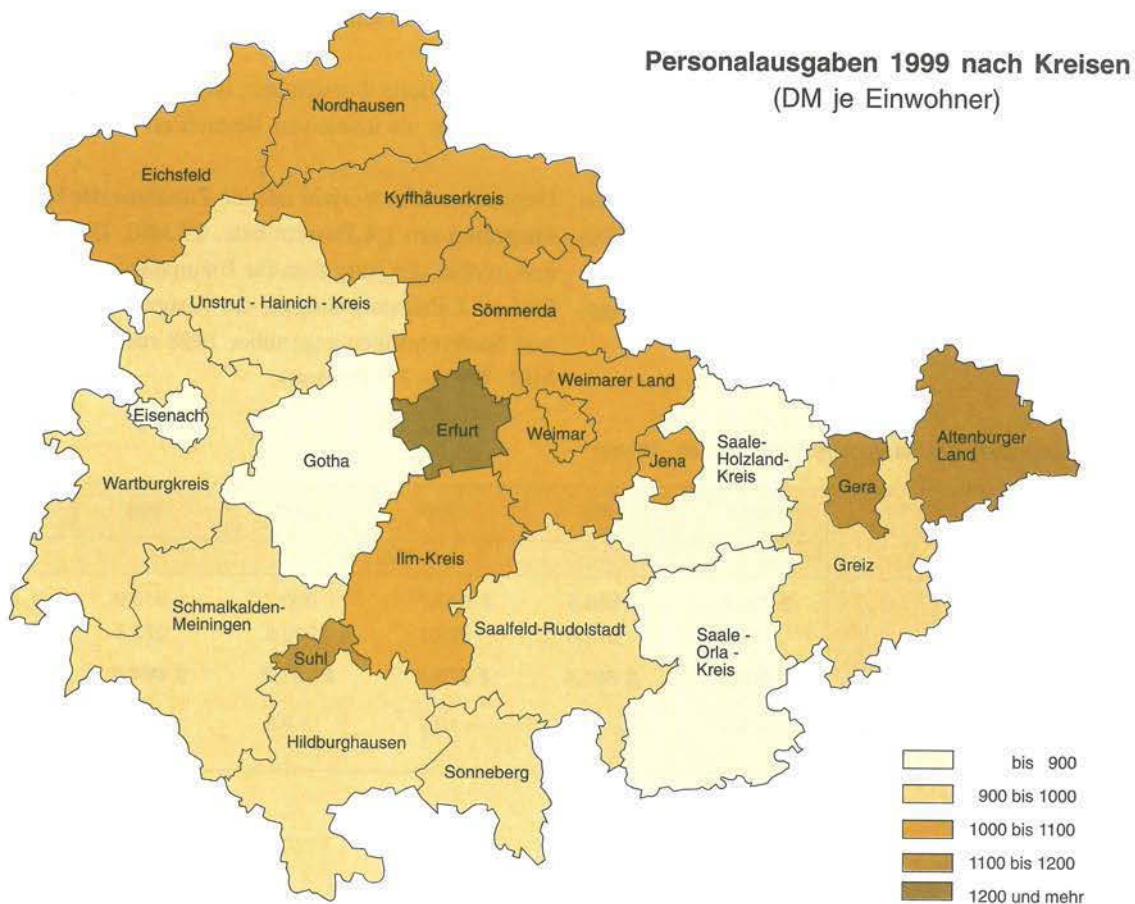 Personalausgaben 1999 nach Kreisen
(DM je Einwohner)
Nordhausen
Eichsfeld
Kyffhäuserkreis
Unstrut - Hainich - Kreis
Sömmerda
Weimarer Land
Eisenach
Erfurt
Weimar
Jena
Saale-
Holzland-
Kreis
Altenburger
Land
Gotha
Gera
Wartburgkreis
Ilm-Kreis
Greiz
Schmalkalden-
Meiningen
Saalfeld-Rudolstadt
Saale -
Orla -
Kreis
Suhl
Hildburghausen
Sonneberg
bis 900
900 bis 1000
1000 bis 1100
1100 bis 1200
1200 und mehr